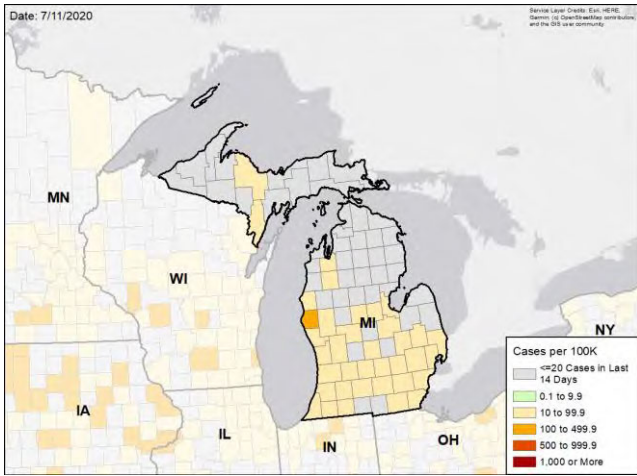 Date: 7/11/2020
Service Layer Credits: Esri, HERE,
Garmin, (c) OpenStreetMap contributors,
and the GIS user community
MN
WI
MI
NY
IA
IL
IN
OH
Cases per 100K
<=20 Cases in Last
14 Days
0.1 to 9.9
10 to 99.9
100 to 499.9
500 to 999.9
1,000 or More